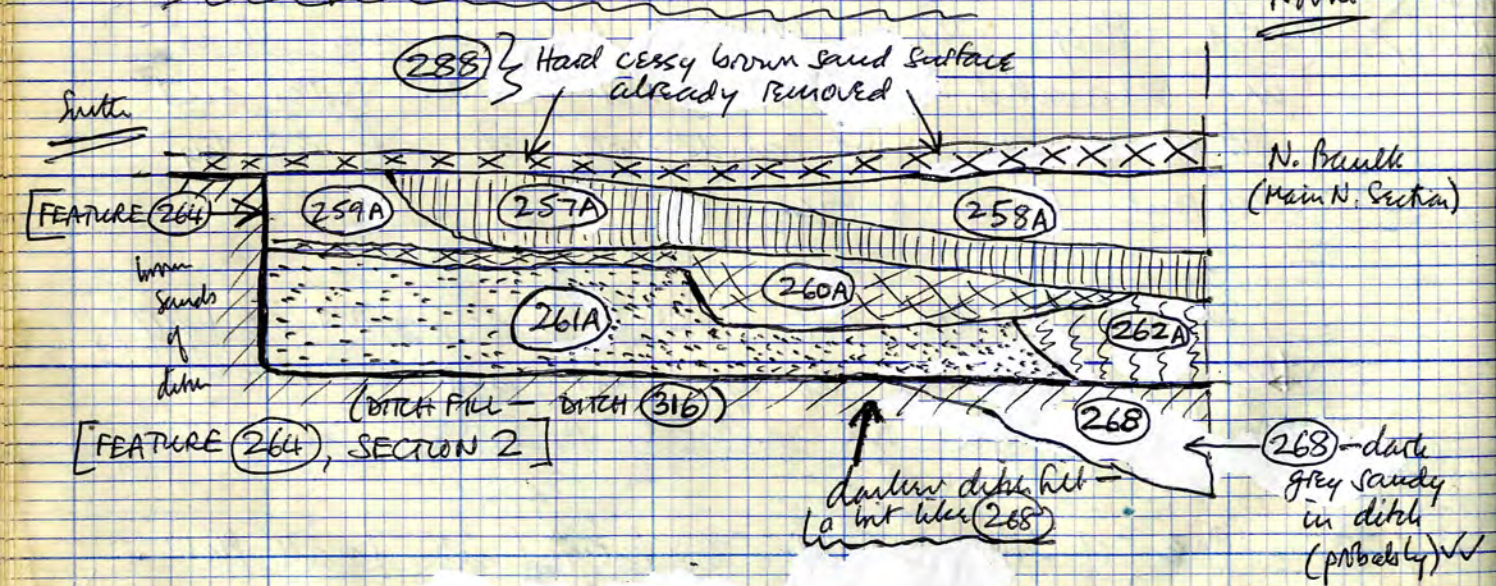 288 } Hard cessy brown sand surface
already removed
South
N. Baulk
(Main N. Section)
[FEATURE 264
259A
257A
258A
brown
sands
of
ditch
260A
261A
262A
(DITCH FILL – DITCH 316)
[FEATURE 264, SECTION 2]
268
268 – dark
grey sandy
in ditch
(probably) ✓✓
darker ditch fill –
(a bit like 268)